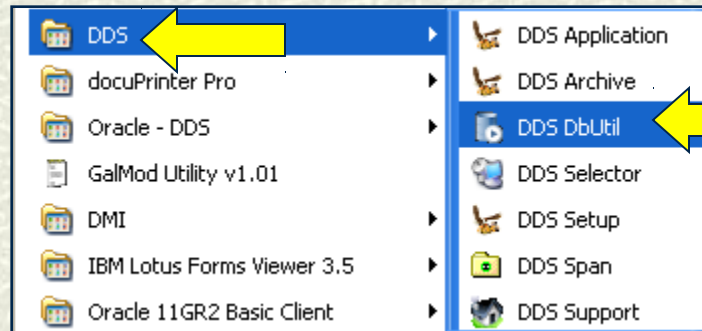 DDS
docuPrinter Pro
Oracle - DDS
GalMod Utility v1.01
DMI
IBM Lotus Forms Viewer 3.5
Oracle 11GR2 Basic Client
DDS Application
DDS Archive
DDS DbUtil
DDS Selector
DDS Setup
DDS Span
DDS Support